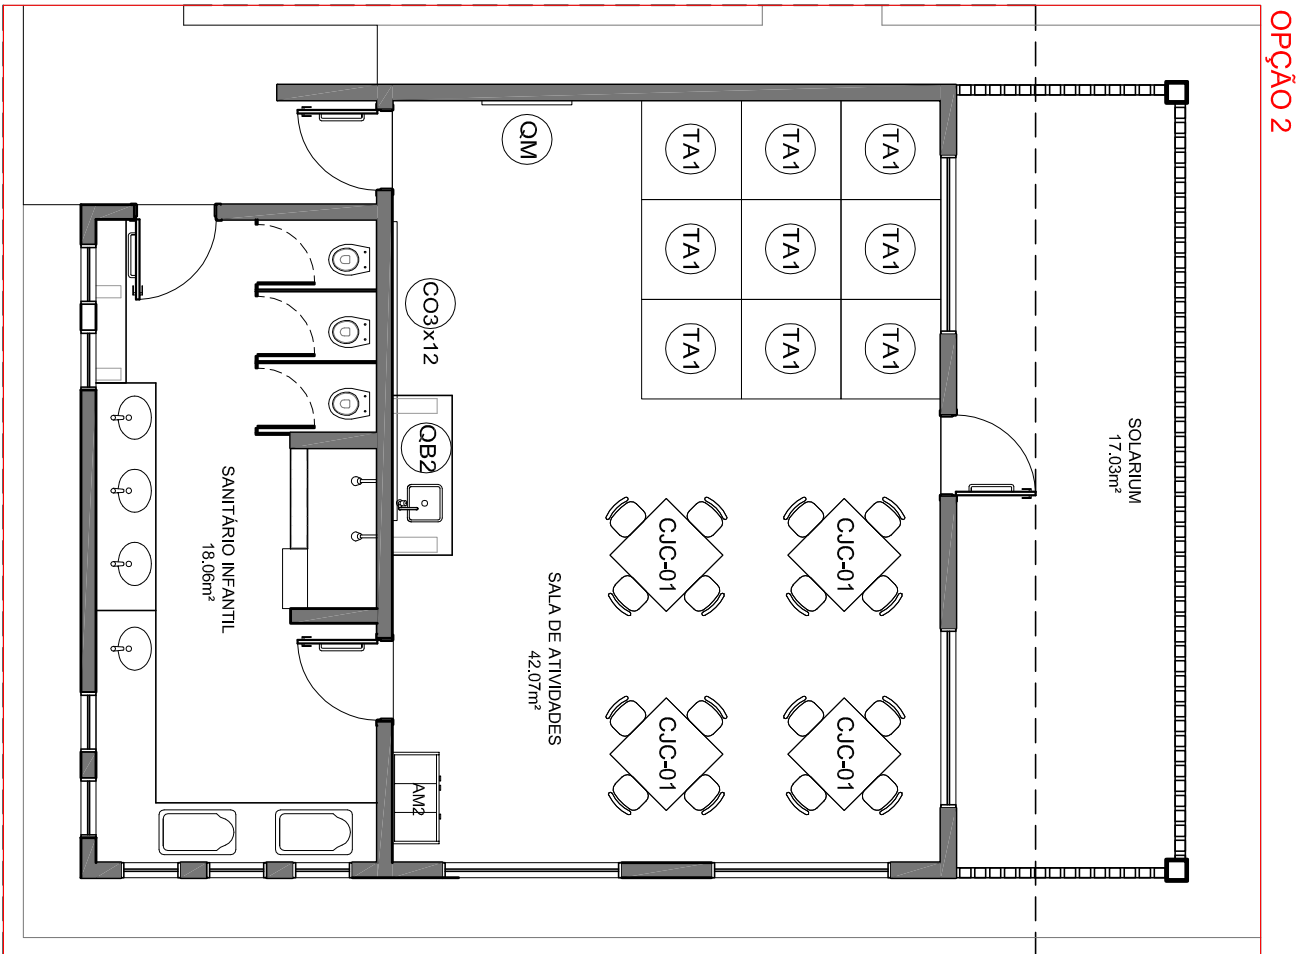 OPÇÃO 2
SOLARIUM
17.03m²
TA1
TA1
TA1
TA1
TA1
TA1
TA1
TA1
TA1
CJC-01
CJC-01
CJC-01
CJC-01
SALA DE ATIVIDADES
42.07m²
QM
CO3x12
QB2
AM2
SANITÁRIO INFANTIL
18.06m²